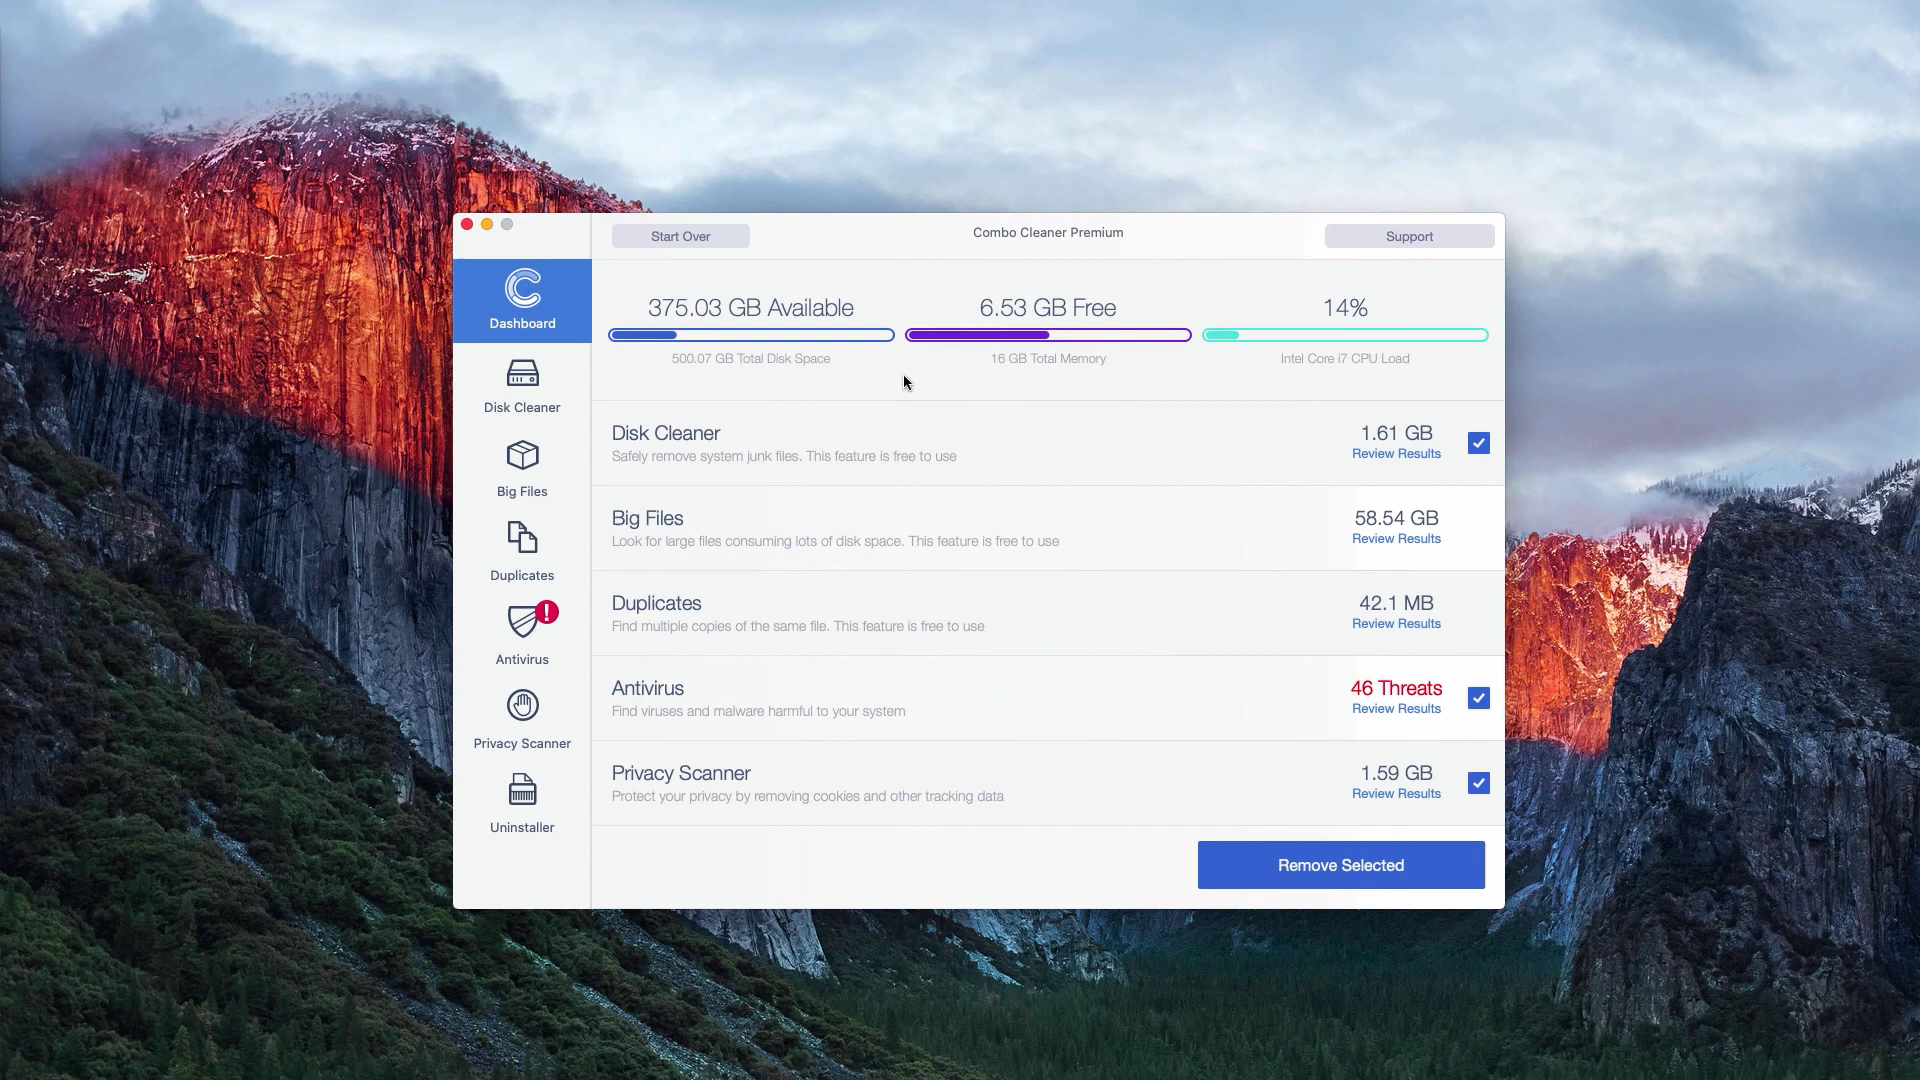 Start Over
Combo Cleaner Premium
Support
Dashboard
Disk Cleaner
Big Files
Duplicates
Antivirus
Privacy Scanner
Uninstaller
375.03 GB Available
500.07 GB Total Disk Space
6.53 GB Free
16 GB Total Memory
14%
Intel Core i7 CPU Load
Disk Cleaner
Safely remove system junk files. This feature is free to use
1.61 GB
Review Results
Big Files
Look for large files consuming lots of disk space. This feature is free to use
58.54 GB
Review Results
Duplicates
Find multiple copies of the same file. This feature is free to use
42.1 MB
Review Results
Antivirus
Find viruses and malware harmful to your system
46 Threats
Review Results
Privacy Scanner
Protect your privacy by removing cookies and other tracking data
1.59 GB
Review Results
Remove Selected